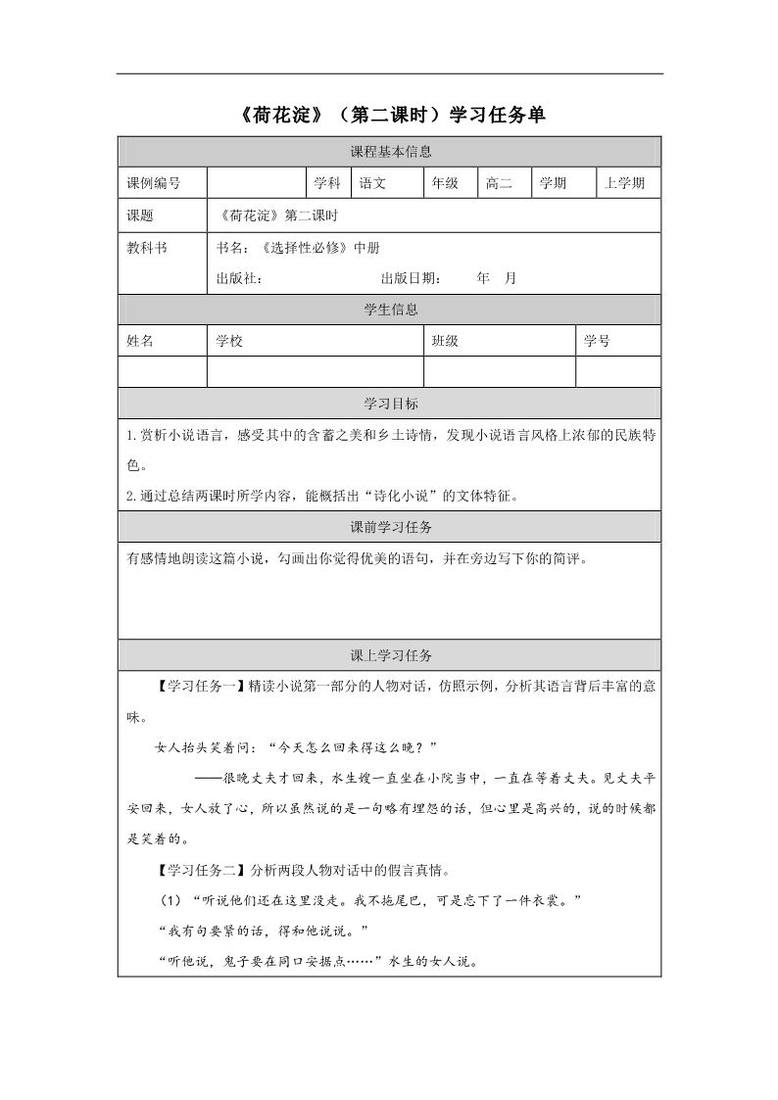 《荷花淀》（第二课时）学习任务单
课程基本信息
课例编号 学科 语文 年级 高二 学期 上学期
课题 《荷花淀》第二课时
教科书 书名：《选择性必修》中册
出版社： 出版日期： 年 月
学生信息
姓名 学校 班级 学号
学习目标
1.赏析小说语言，感受其中的含蓄之美和乡土诗情，发现小说语言风格上浓郁的民族特
色。
2.通过总结两课时所学内容，能概括出“诗化小说”的文体特征。
课前学习任务
有感情地朗读这篇小说，勾画出你觉得优美的语句，并在旁边写下你的简评。
课上学习任务
【学习任务一】精读小说第一部分的人物对话，仿照示例，分析其语言背后丰富的意
味。
女人抬头笑着问：“今天怎么回来得这么晚？”
——很晚丈夫才回来，水生嫂一直坐在小院当中，一直在等着丈夫。见丈夫平
安回来，女人放了心，所以虽然说的是一句略有埋怨的话，但心里是高兴的，说的时候都
是笑着的。
【学习任务二】分析两段人物对话中的假言真情。
（1）“听说他们还在这里没走。我不拖尾巴，可是忘下了一件衣裳。”
“我有句要紧的话，得和他说说。”
“听他说，鬼子要在同口安据点……”水生的女人说。